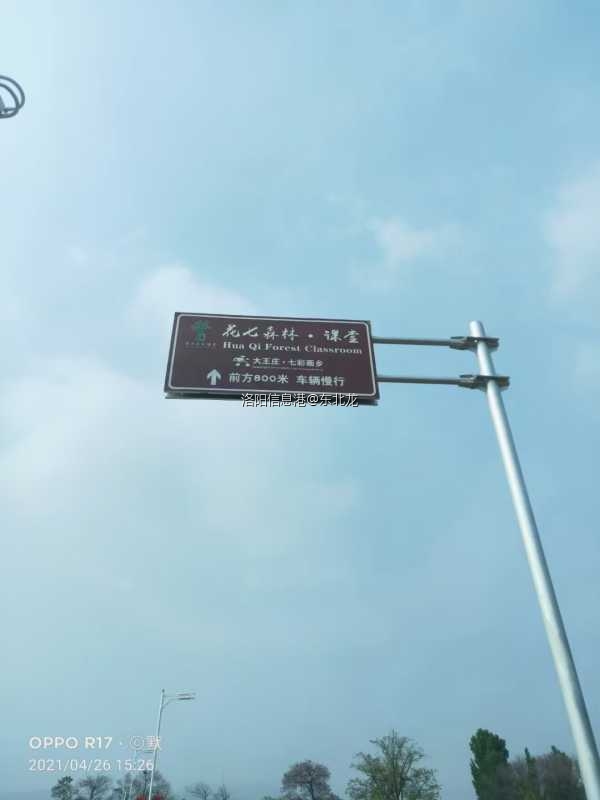 花七森林·课堂
Hua Qi Forest Classroom
大王庄·七彩画乡
前方800米 车辆慢行
洛阳信息港@东北龙
OPPO R17 · ©默
2021/04/26 15:26